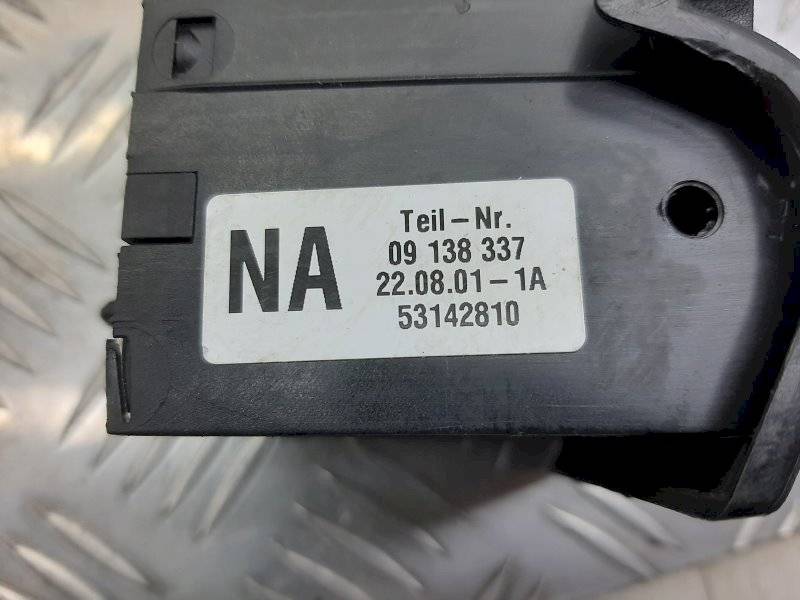 NA
Teil-Nr.
09 138 337
22.08.01-1A
53142810